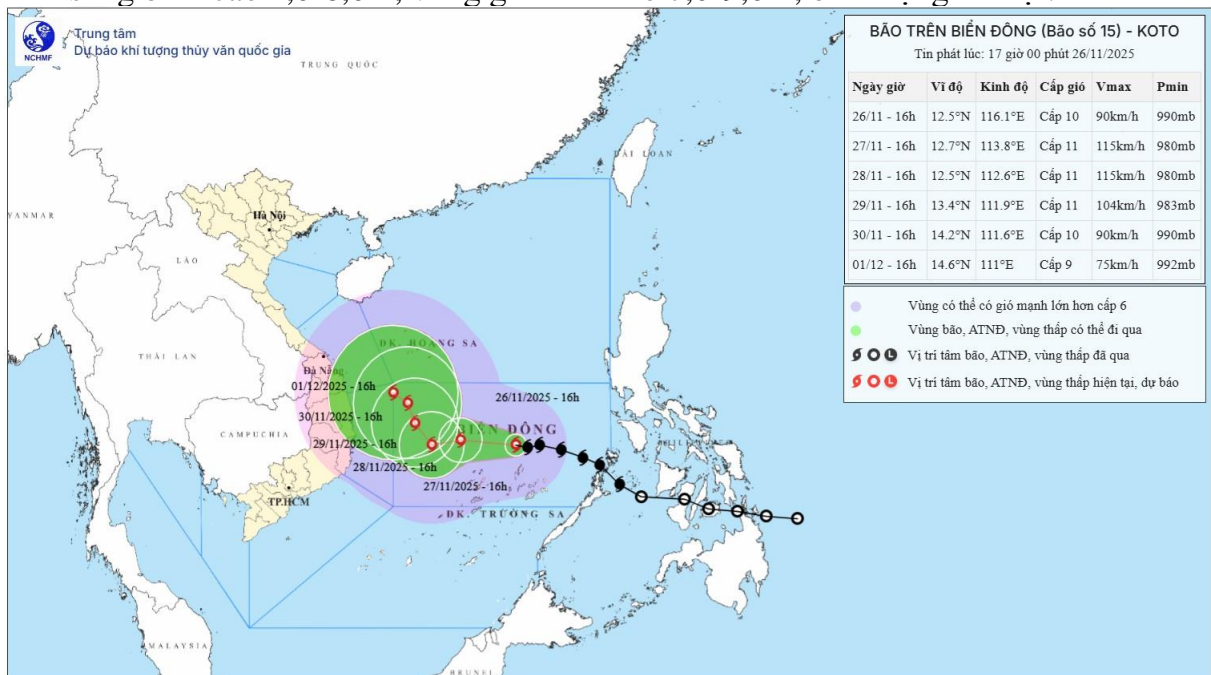 NCHMF
Trung tâm
Dự báo khí tượng thủy văn quốc gia
BÃO TRÊN BIỂN ĐÔNG (Bão số 15) - KOTO
Tin phát lúc: 17 giờ 00 phút 26/11/2025
Ngày giờ Vĩ độ Kinh độ Cấp gió Vmax Pmin
26/11 - 16h 12.5°N 116.1°E Cấp 10 90km/h 990mb
27/11 - 16h 12.7°N 113.8°E Cấp 11 115km/h 980mb
28/11 - 16h 12.5°N 112.6°E Cấp 11 115km/h 980mb
29/11 - 16h 13.4°N 111.9°E Cấp 11 104km/h 983mb
30/11 - 16h 14.2°N 111.6°E Cấp 10 90km/h 990mb
01/12 - 16h 14.6°N 111°E Cấp 9 75km/h 992mb
Vùng có thể có gió mạnh lớn hơn cấp 6
Vùng bão, ATNĐ, vùng thấp có thể đi qua
Vị trí tâm bão, ATNĐ, vùng thấp đã qua
Vị trí tâm bão, ATNĐ, vùng thấp hiện tại, dự báo
TRUNG QUỐC
ĐÀI LOAN
YANMAR
Hà Nội
LÀO
THÁI LAN
ĐK. HOÀNG SA
Đà Nẵng
01/12/2025 - 16h
26/11/2025 - 16h
30/11/2025 - 16h
BIỂN ĐÔNG
CAMPUCHIA
29/11/2025 - 16h
28/11/2025 - 16h
27/11/2025 - 16h
TP.HCM
ĐK. TRƯỜNG SA
MALAYSIA
BRUNEI